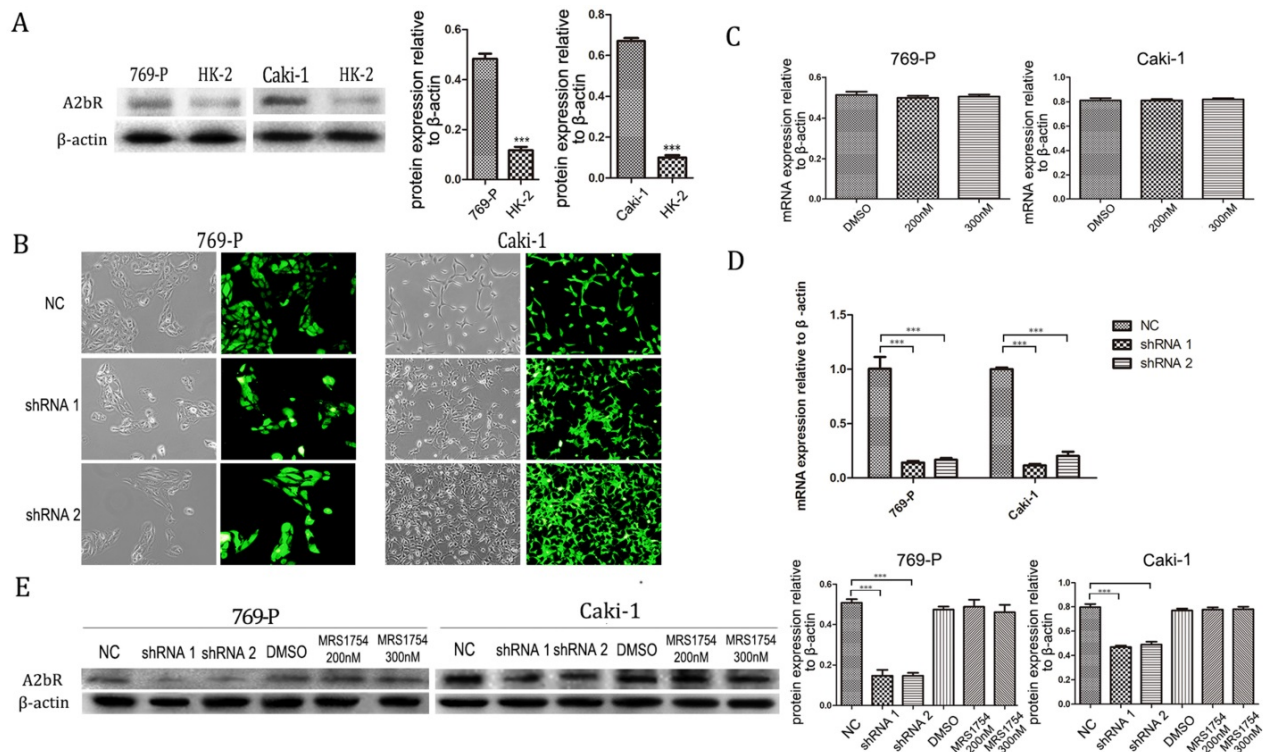 A
769-P HK-2 Caki-1 HK-2
A2bR
β-actin
protein expression relative
to β-actin
0.6
0.4
0.2
0.0
***
769-P
HK-2
protein expression relative
to β-actin
0.8
0.6
0.4
0.2
0.0
***
Caki-1
HK-2
B
769-P
Caki-1
NC
shRNA 1
shRNA 2
C
769-P
mRNA expression relative
to β-actin
0.6
0.4
0.2
0.0
DMSO
200nM
300nM
Caki-1
mRNA expression relative
to β-actin
1.0
0.8
0.6
0.4
0.2
0.0
DMSO
200nM
300nM
D
mRNA expression relative to β -actin
1.5
1.0
0.5
0.0
***
***
***
***
769-P
Caki-1
NC
shRNA 1
shRNA 2
E
769-P
NC shRNA 1 shRNA 2 DMSO MRS1754 200nM MRS1754 300nM
A2bR
β-actin
Caki-1
NC shRNA 1 shRNA 2 DMSO MRS1754 200nM MRS1754 300nM
769-P
protein expression relative
to β-actin
0.6
0.4
0.2
0.0
***
***
NC
shRNA 1
shRNA 2
DMSO
MRS1754
200nM
MRS1754
300nM
Caki-1
protein expression relative
to β-actin
1.0
0.8
0.6
0.4
0.2
0.0
***
NC
shRNA 1
shRNA 2
DMSO
MRS1754
MRS1754